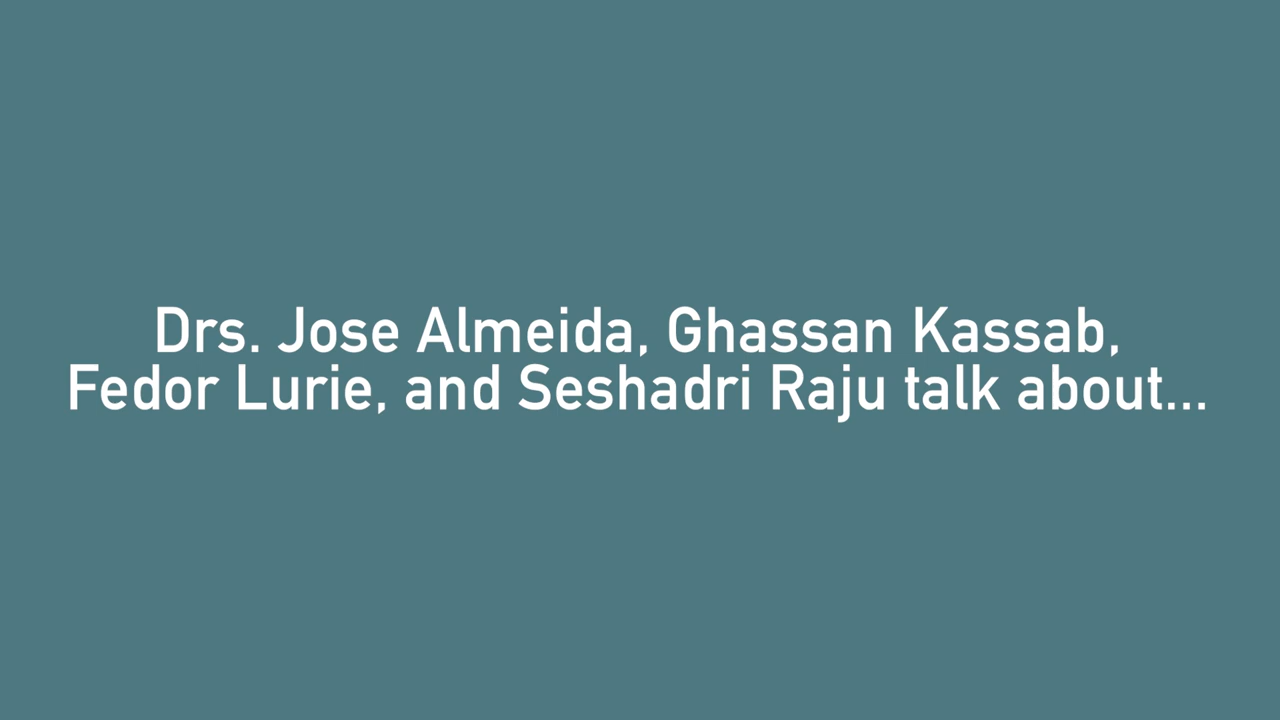 Drs. Jose Almeida, Ghassan Kassab,
Fedor Lurie, and Seshadri Raju talk about...